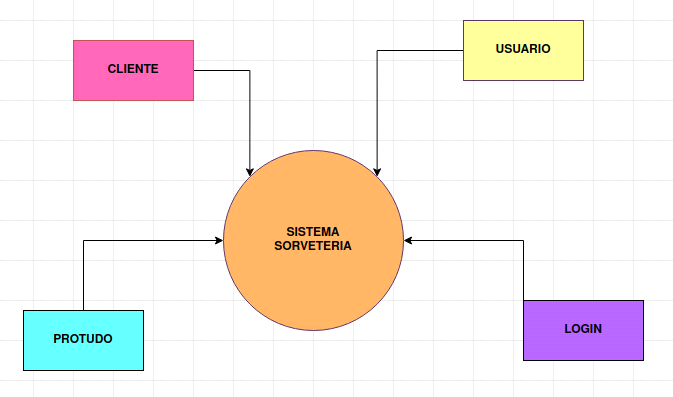 USUARIO
CLIENTE
SISTEMA
SORVETERIA
PROTUDO
LOGIN